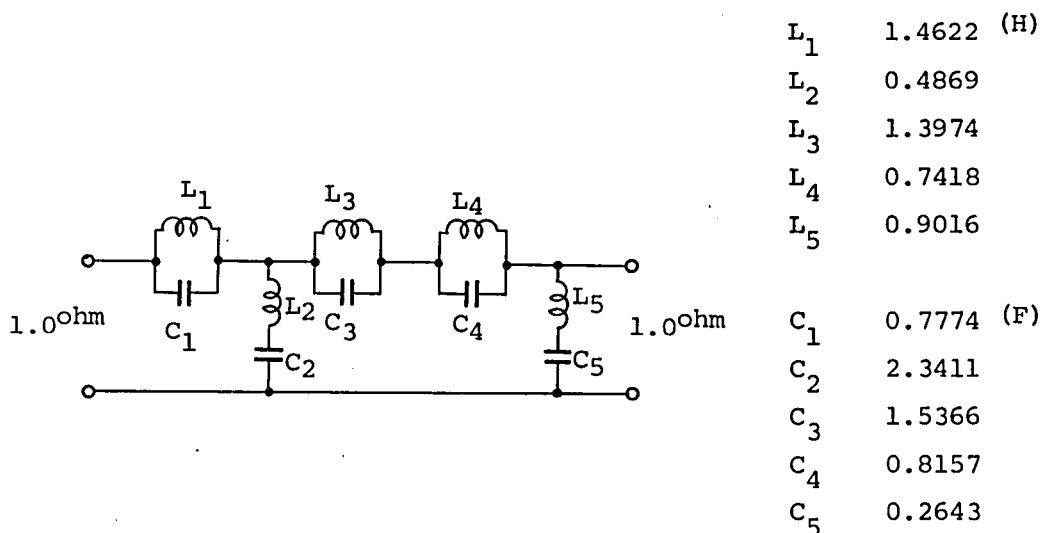 L1 L3 L4
L2 L5
1.0ohm C1 C3 C4 1.0ohm
C2 C5
L1 1.4622 (H)
L2 0.4869
L3 1.3974
L4 0.7418
L5 0.9016
C1 0.7774 (F)
C2 2.3411
C3 1.5366
C4 0.8157
C5 0.2643